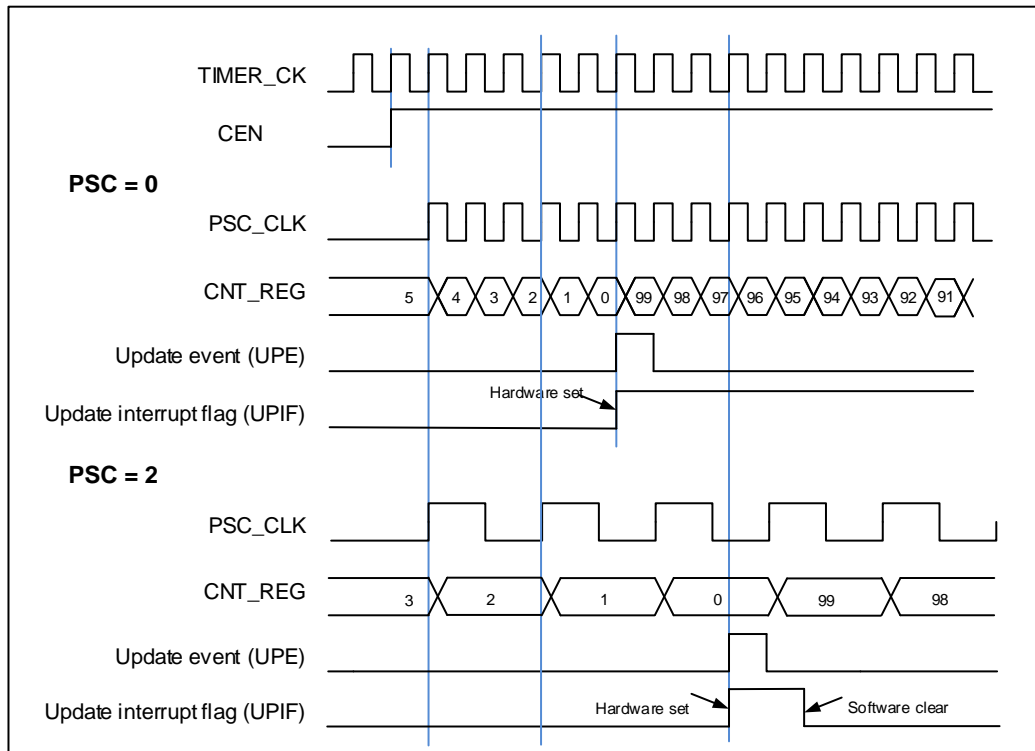 TIMER_CK
CEN
PSC = 0
PSC_CLK
CNT_REG 5 4 3 2 1 0 99 98 97 96 95 94 93 92 91
Update event (UPE)
Hardware set
Update interrupt flag (UPIF)
PSC = 2
PSC_CLK
CNT_REG 3 2 1 0 99 98
Update event (UPE)
Update interrupt flag (UPIF) Hardware set Software clear